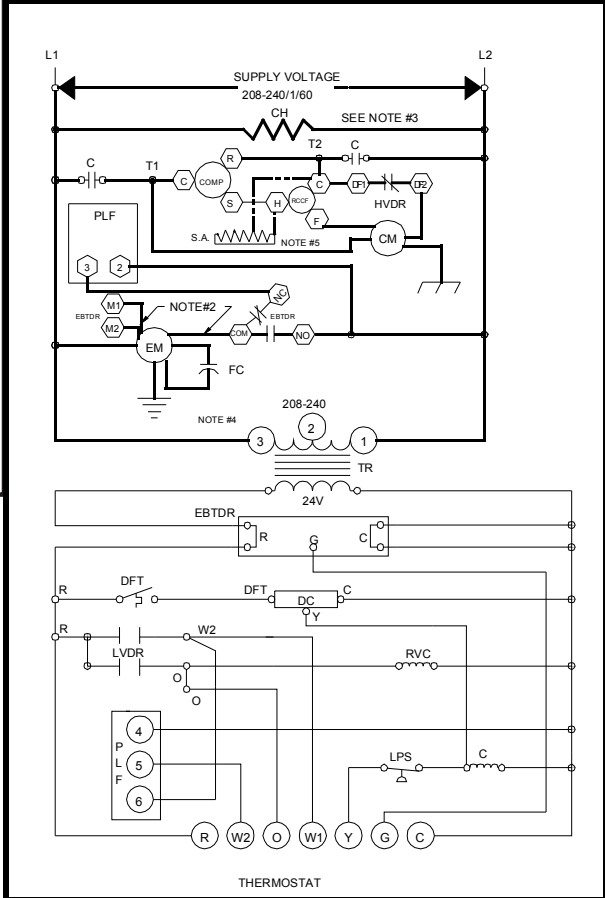 L1 L2
SUPPLY VOLTAGE
208-240/1/60
CH
SEE NOTE #3
C T1 C COMP R T2 C
S H RCCF C DF1 HVDR DF2
F
S.A. NOTE #5 CM
PLF
3 2
M1 NOTE#2 NC
EBTDR M2 COM EBTDR NO
EM
FC
208-240
NOTE #4
3 2 1
TR
24V
EBTDR
R G C
R DFT DFT DC C
Y
R W2
LVDR RVC
O
O
4
P
L 5
F
6
LPS C
R W2 O W1 Y G C
THERMOSTAT